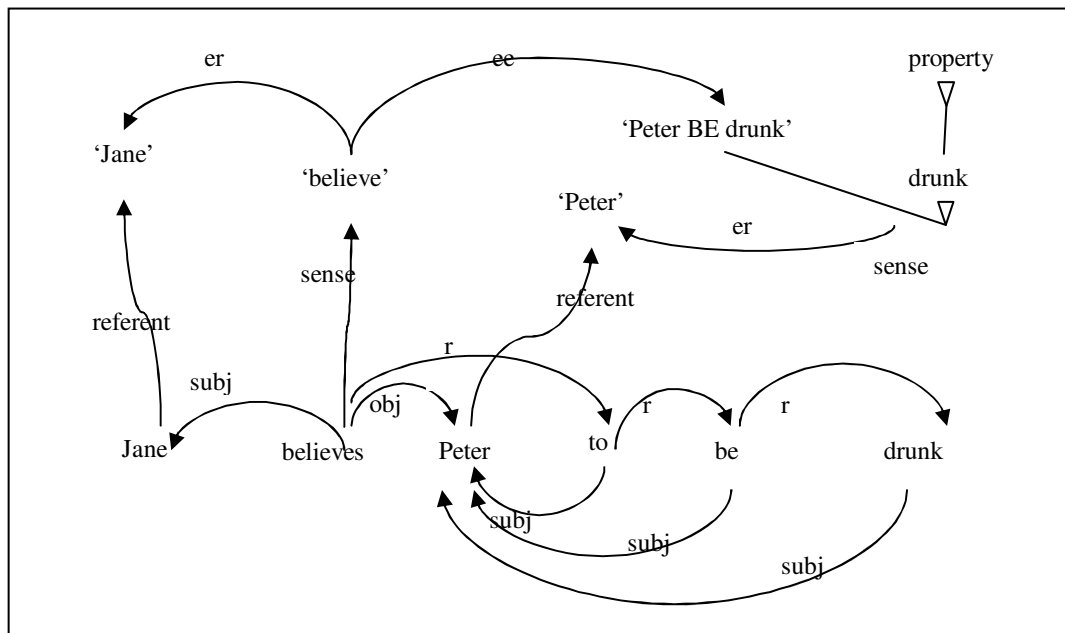 er
ee
property
‘Peter BE drunk’
‘Jane’
‘believe’
drunk
‘Peter’
er
sense
sense
referent
referent
r
subj
obj
r
r
Jane
believes
Peter
to
be
drunk
subj
subj
subj